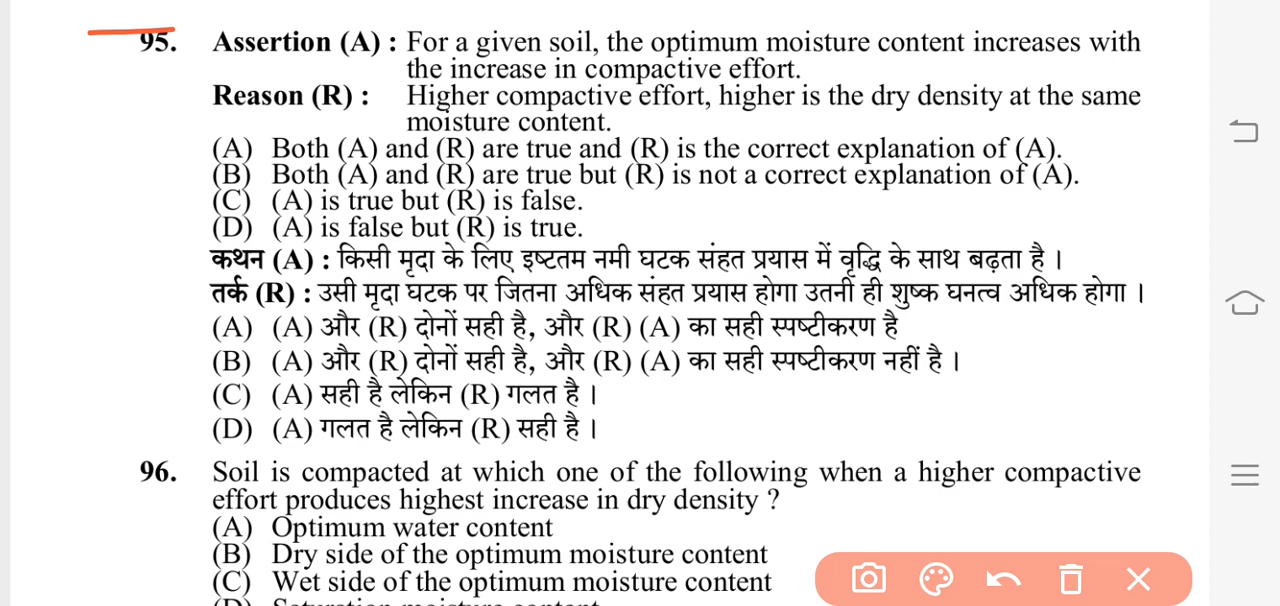 95. Assertion (A) : For a given soil, the optimum moisture content increases with
the increase in compactive effort.
Reason (R) : Higher compactive effort, higher is the dry density at the same
moisture content.
(A) Both (A) and (R) are true and (R) is the correct explanation of (A).
(B) Both (A) and (R) are true but (R) is not a correct explanation of (A).
(C) (A) is true but (R) is false.
(D) (A) is false but (R) is true.
कथन (A) : किसी मृदा के लिए इष्टतम नमी घटक संहत प्रयास में वृद्धि के साथ बढ़ता है ।
तर्क (R) : उसी मृदा घटक पर जितना अधिक संहत प्रयास होगा उतनी ही शुष्क घनत्व अधिक होगा ।
(A) (A) और (R) दोनों सही है, और (R) (A) का सही स्पष्टीकरण है
(B) (A) और (R) दोनों सही है, और (R) (A) का सही स्पष्टीकरण नहीं है ।
(C) (A) सही है लेकिन (R) गलत है ।
(D) (A) गलत है लेकिन (R) सही है ।
96. Soil is compacted at which one of the following when a higher compactive
effort produces highest increase in dry density ?
(A) Optimum water content
(B) Dry side of the optimum moisture content
(C) Wet side of the optimum moisture content